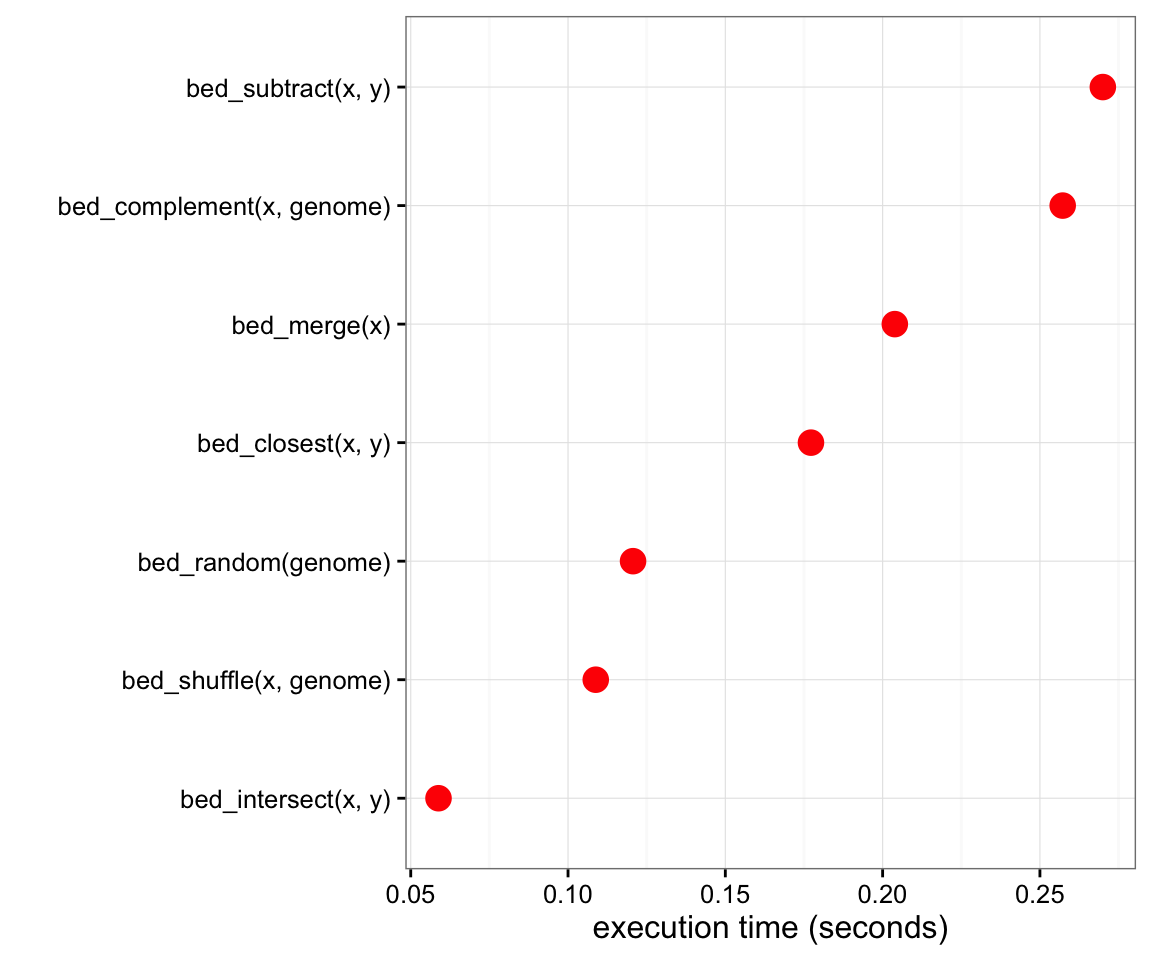 bed_subtract(x, y)
bed_complement(x, genome)
bed_merge(x)
bed_closest(x, y)
bed_random(genome)
bed_shuffle(x, genome)
bed_intersect(x, y)
0.05 0.10 0.15 0.20 0.25
execution time (seconds)